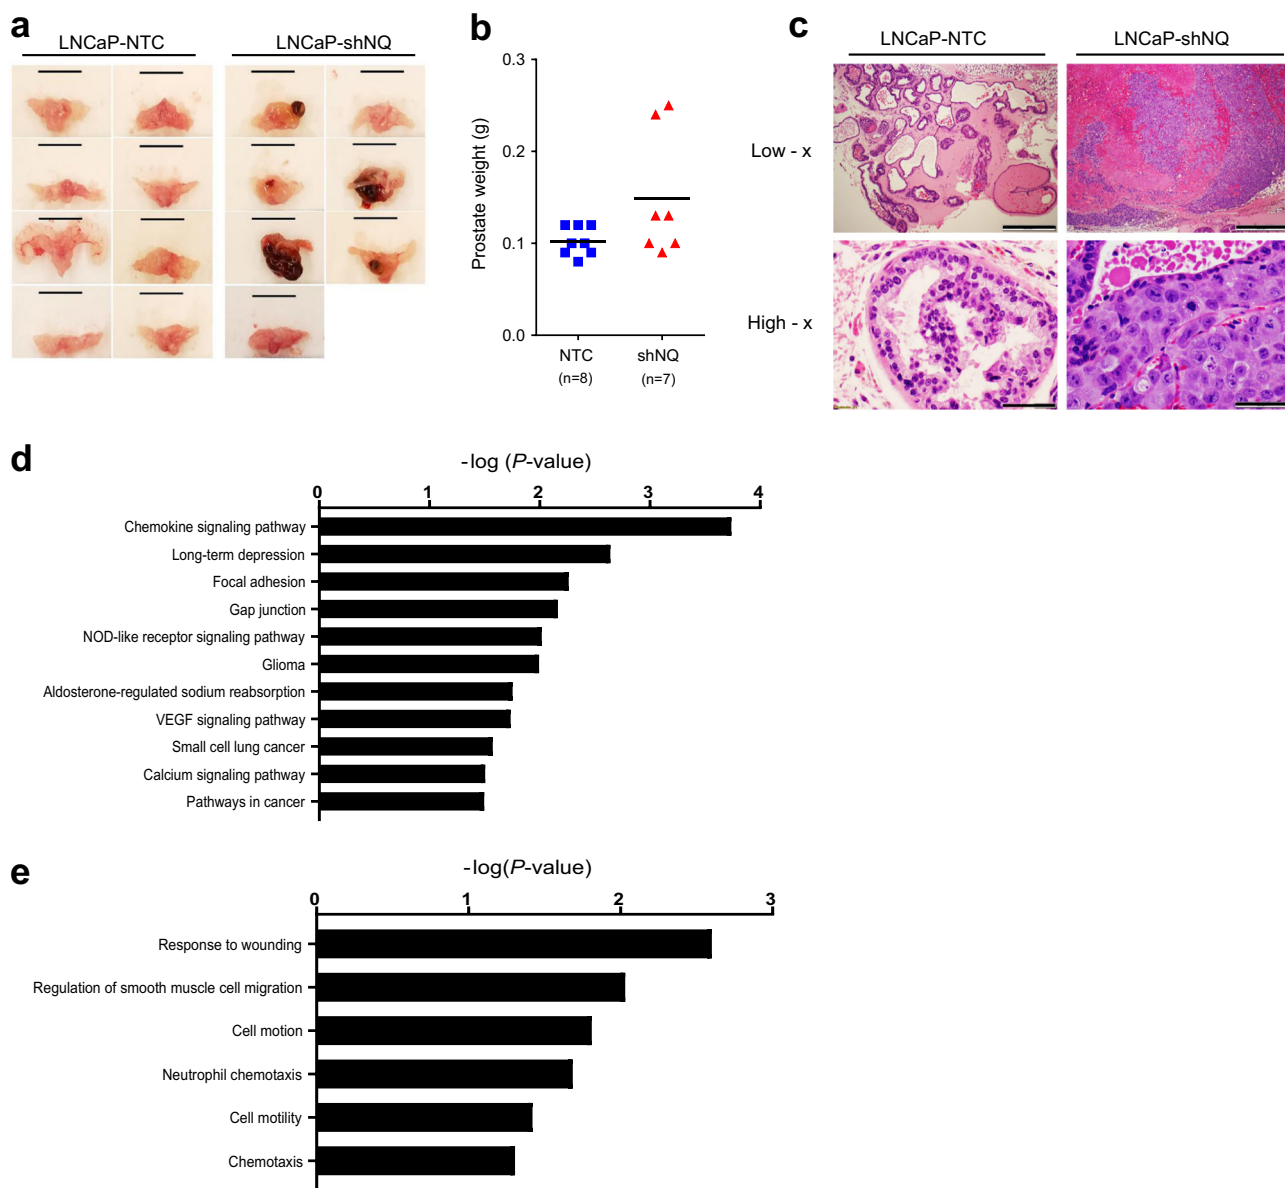 a
LNCaP-NTC
LNCaP-shNQ
b
Prostate weight (g)
0.3
0.2
0.1
0.0
NTC
shNQ
(n=8)
(n=7)
c
LNCaP-NTC
LNCaP-shNQ
Low - x
High - x
d
-log (P-value)
0 1 2 3 4
Chemokine signaling pathway
Long-term depression
Focal adhesion
Gap junction
NOD-like receptor signaling pathway
Glioma
Aldosterone-regulated sodium reabsorption
VEGF signaling pathway
Small cell lung cancer
Calcium signaling pathway
Pathways in cancer
e
-log(P-value)
0 1 2 3
Response to wounding
Regulation of smooth muscle cell migration
Cell motion
Neutrophil chemotaxis
Cell motility
Chemotaxis